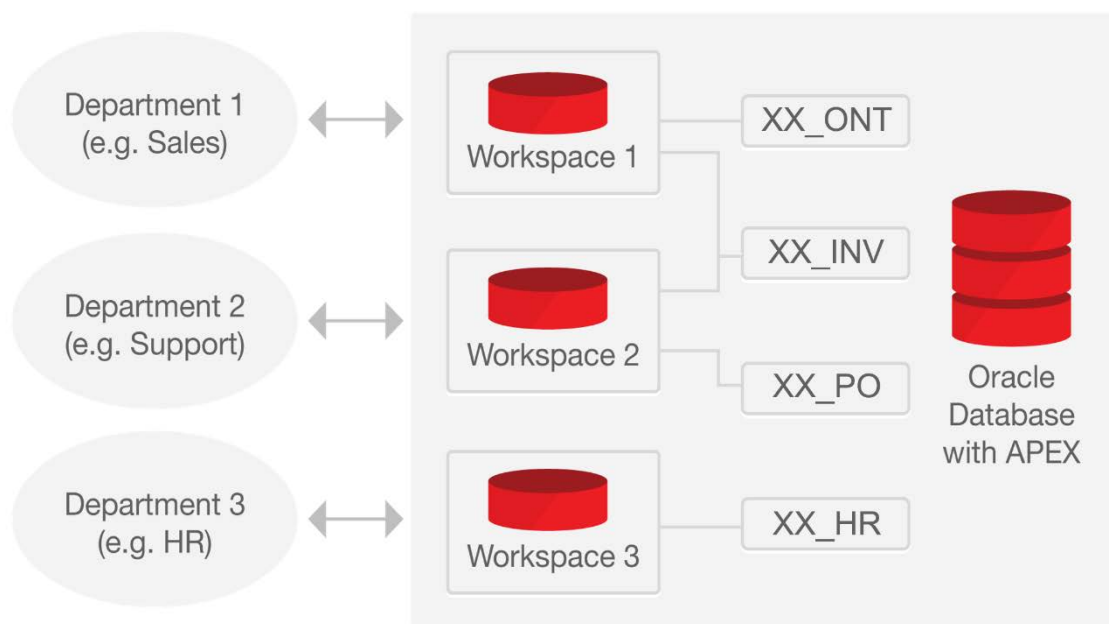 Department 1
(e.g. Sales)
Workspace 1
XX_ONT
XX_INV
Department 2
(e.g. Support)
Workspace 2
XX_PO
Oracle
Database
with APEX
Department 3
(e.g. HR)
Workspace 3
XX_HR